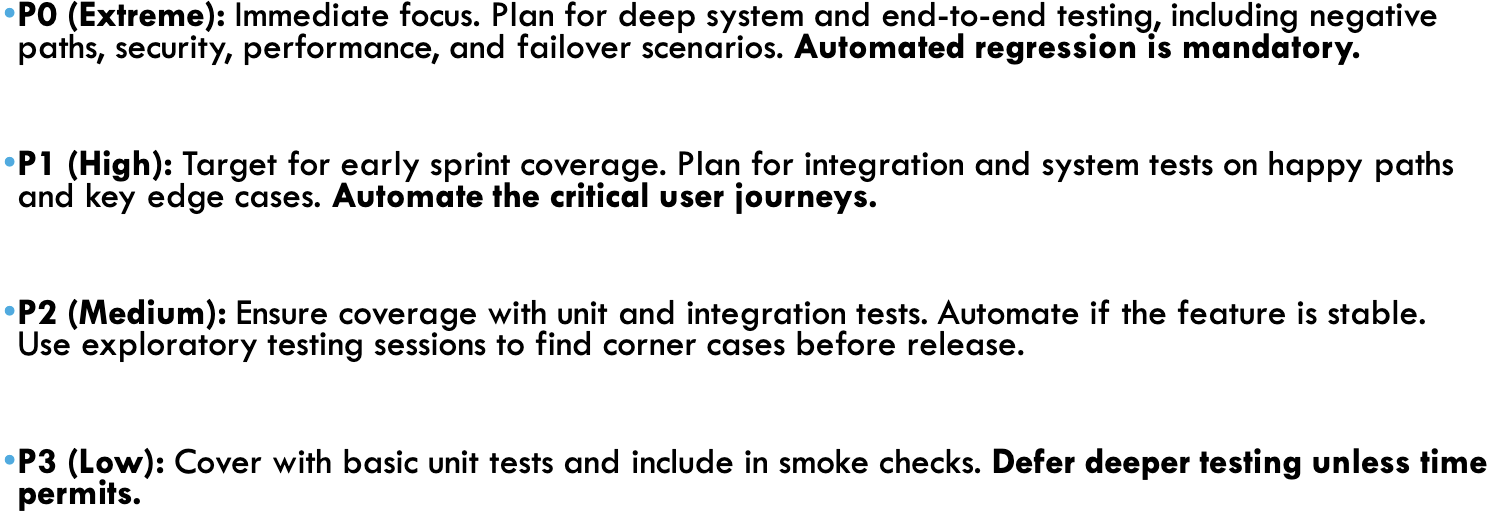 •P0 (Extreme): Immediate focus. Plan for deep system and end-to-end testing, including negative
paths, security, performance, and failover scenarios. Automated regression is mandatory.
•P1 (High): Target for early sprint coverage. Plan for integration and system tests on happy paths
and key edge cases. Automate the critical user journeys.
•P2 (Medium): Ensure coverage with unit and integration tests. Automate if the feature is stable.
Use exploratory testing sessions to find corner cases before release.
•P3 (Low): Cover with basic unit tests and include in smoke checks. Defer deeper testing unless time
permits.